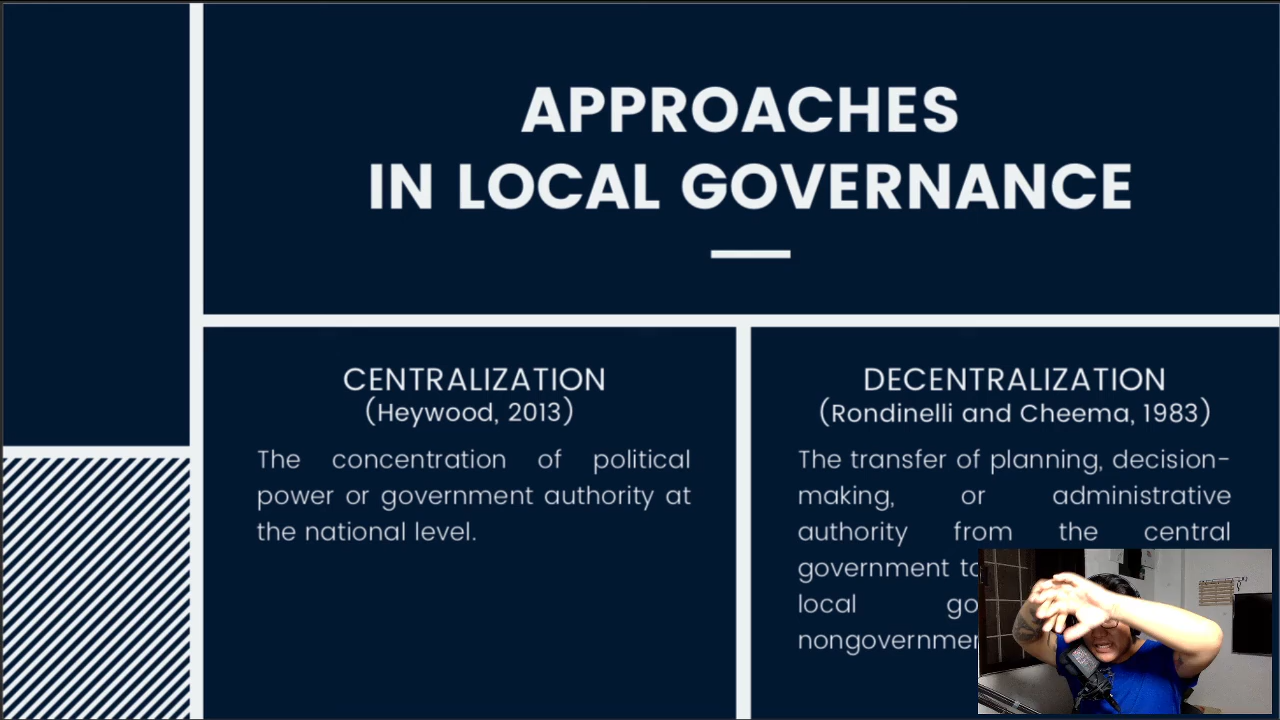 APPROACHES
IN LOCAL GOVERNANCE
CENTRALIZATION
(Heywood, 2013)
The concentration of political
power or government authority at
the national level.
DECENTRALIZATION
(Rondinelli and Cheema, 1983)
The transfer of planning, decision-
making, or administrative
authority from the central
government
local